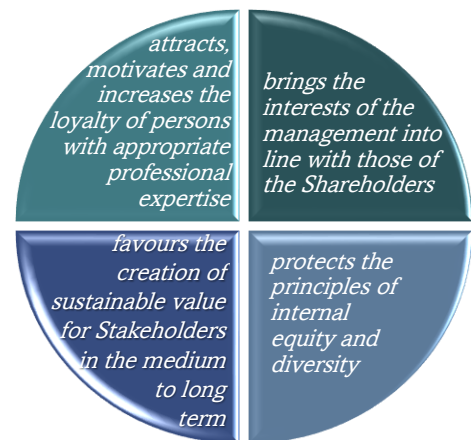 attracts,
motivates and
increases the
loyalty of persons
with appropriate
professional
expertise
brings the
interests of the
management into
line with those of
the Shareholders
favours the
creation of
sustainable value
for Stakeholders
in the medium
to long
term
protects the
principles of
internal
equity and
diversity